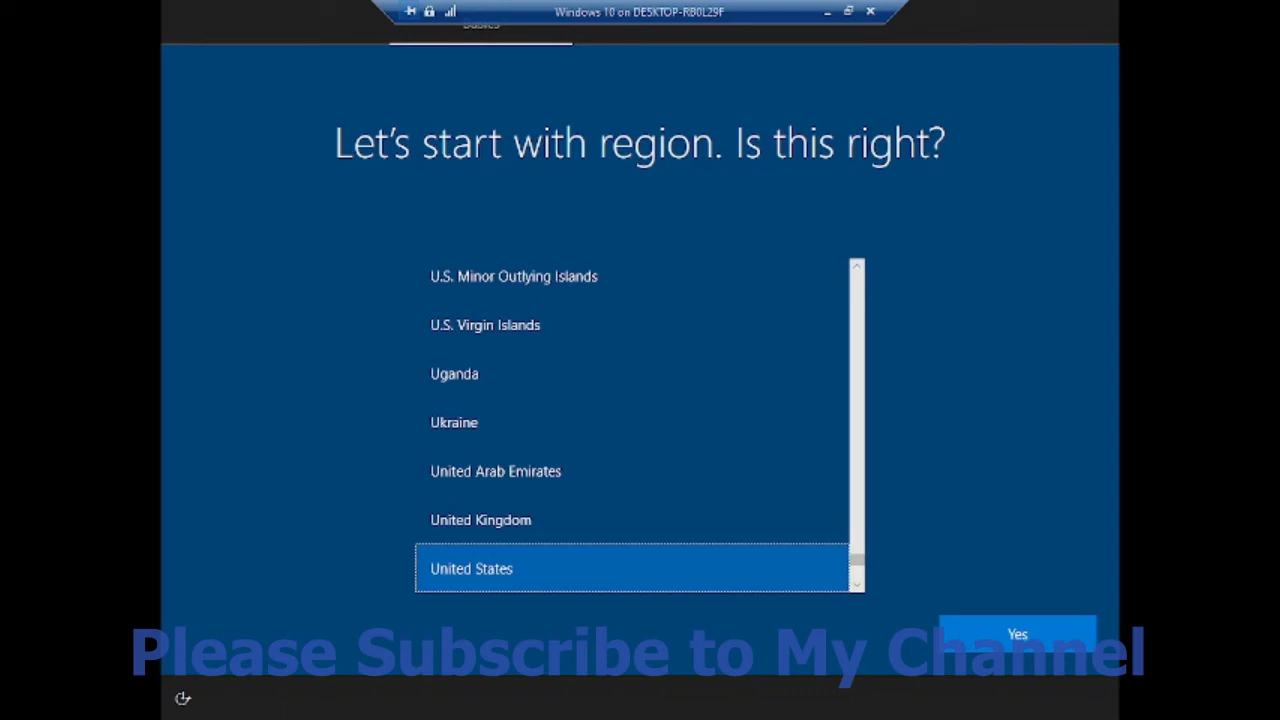 Windows 10 on DESKTOP-RB0L29F
Basics
Let's start with region. Is this right?
U.S. Minor Outlying Islands
U.S. Virgin Islands
Uganda
Ukraine
United Arab Emirates
United Kingdom
United States
Yes
Please Subscribe to My Channel